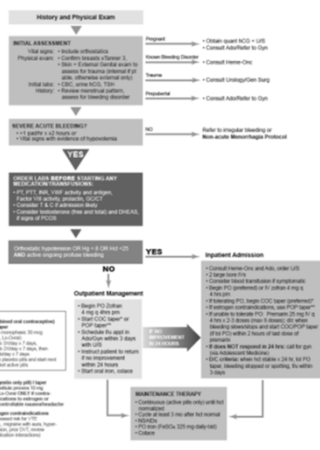 History and Physical Exam
INITIAL ASSESSMENT
Vital signs: • Include orthostatics
Physical exam: • Confirm breasts ≥Tanner 3,
• Skin + External Genital exam to
assess for trauma (internal if pt
able, otherwise external only)
Initial labs: • CBC, urine HCG, TSH
History: • Review menstrual pattern,
assess for bleeding disorder
Pregnant
• Obtain quant HCG + U/S
• Consult Ado/Refer to Gyn
Known Bleeding Disorder
• Consult Heme-Onc
Trauma
• Consult Urology/Gen Surg
Prepubertal
• Consult Ado/Refer to Gyn
SEVERE ACUTE BLEEDING?
• >1 pad/hr x ≥2 hours or
• Vital signs with evidence of hypovolemia
NO
Refer to irregular bleeding or
Non-acute Menorrhagia Protocol
YES
ORDER LABS BEFORE STARTING ANY
MEDICATION/TRANSFUSIONS:
• PT, PTT, INR, VWF activity and antigen,
Factor VIII activity, prolactin, GC/CT
• Consider T & C if admission likely
• Consider testosterone (free and total) and DHEAS,
if signs of PCOS
Orthostatic hypotension OR Hg < 8 OR Hct <25
AND active ongoing profuse bleeding
YES
NO
Outpatient Management
• Begin PO Zofran
4 mg q 4hrs prn
• Start COC taper* or
POP taper**
• Schedule f/u appt in
Ado/Gyn within 3 days
with U/S
• Instruct patient to return
if no improvement
within 24 hours
• Start oral iron, colace
IF NO
IMPROVEMENT
IN 24 HOURS
Inpatient Admission
• Consult Heme-Onc and Ado, order U/S
• 2 large bore IVs
• Consider blood transfusion if symptomatic
• Begin PO (preferred) or IV zofran 4 mg q
4 hrs prn
• If tolerating PO, begin COC taper (preferred)*
• If estrogen contraindications, use POP taper**
• If unable to tolerate PO: Premarin 25 mg IV q
4 hrs x 2-3 doses (max 6 doses); d/c when
bleeding slows/stops and start COC/POP taper
(if no PO) within 2 hours of last dose of
premarin
• If does NOT respond in 24 hrs: call for gyn
(via Adolescent Medicine)
• D/C criteria: when hct stable x 24 hr, tol PO
taper, bleeding stopped or spotting, f/u within
3 days
MAINTENANCE THERAPY
• Continuous (active pills only) until hct
normalized
• Cycle at least 3 mo after hct normal
• NSAIDs
• PO iron (FeSO₄ 325 mg daily-bid)
• Colace